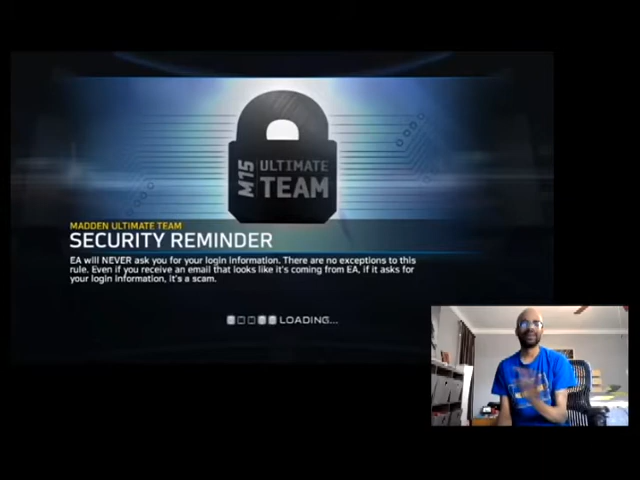 M15
ULTIMATE
TEAM
MADDEN ULTIMATE TEAM
SECURITY REMINDER
EA will NEVER ask you for your login information. There are no exceptions to this
rule. Even if you receive an email that looks like it's coming from EA, if it asks for
your login information, it's a scam.
LOADING...